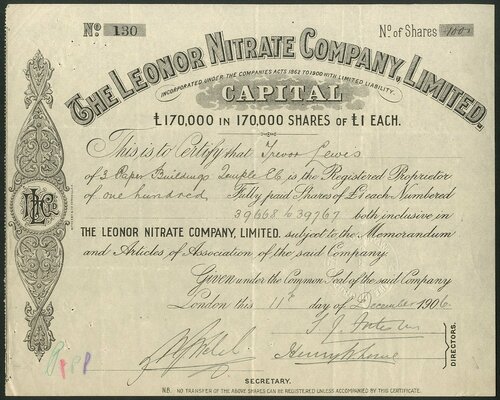 No 130
No of Shares -100-
THE LEONOR NITRATE COMPANY, LIMITED.
INCORPORATED UNDER THE COMPANIES ACTS 1862 TO 1900 WITH LIMITED LIABILITY.
CAPITAL
£170,000 IN 170,000 SHARES OF £1 EACH.
This is to Certify that Trevor Lewis
of 3 Paper Buildings Temple E.C. is the Registered Proprietor
of one hundred Fully paid Shares of £1 each Numbered
39668 to 39767 both inclusive in
THE LEONOR NITRATE COMPANY, LIMITED. subject to the Memorandum
and Articles of Association of the said Company.
Given under the Common Seal of the said Company
London this 11th day of December 1906
DIRECTORS.
SECRETARY.
NB. NO TRANSFER OF THE ABOVE SHARES CAN BE REGISTERED UNLESS ACCOMPANIED BY THIS CERTIFICATE.